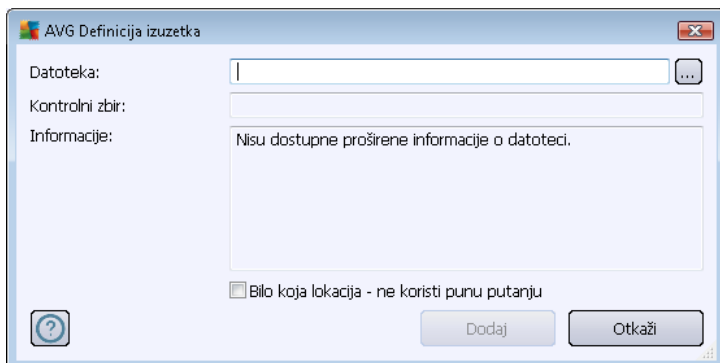 AVG Definicija izuzetka
Datoteka:
...
Kontrolni zbir:
Informacije:
Nisu dostupne proširene informacije o datoteci.
Bilo koja lokacija - ne koristi punu putanju
?
Dodaj
Otkaži